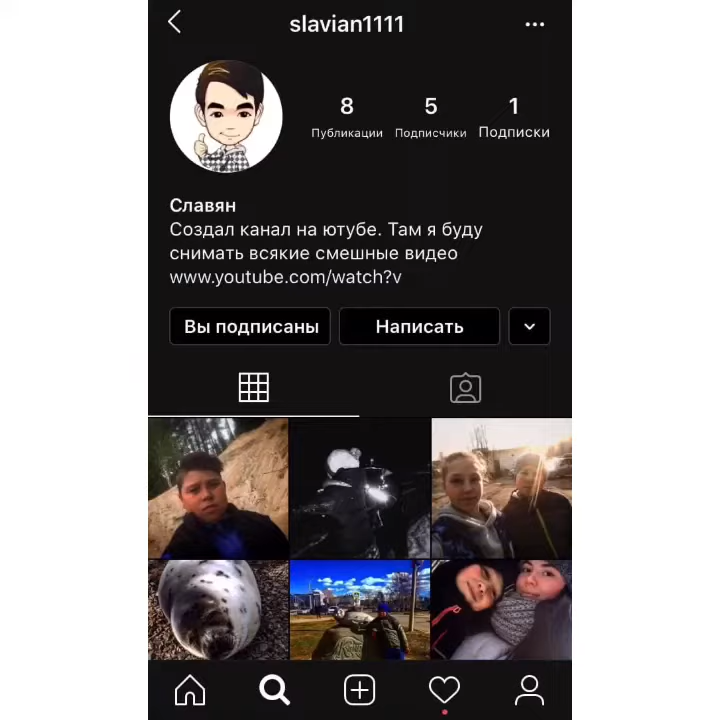 slavian1111
8 5 1
Публикации Подписчики Подписки
Славян
Создал канал на ютубе. Там я буду
снимать всякие смешные видео
www.youtube.com/watch?v
Вы подписаны Написать